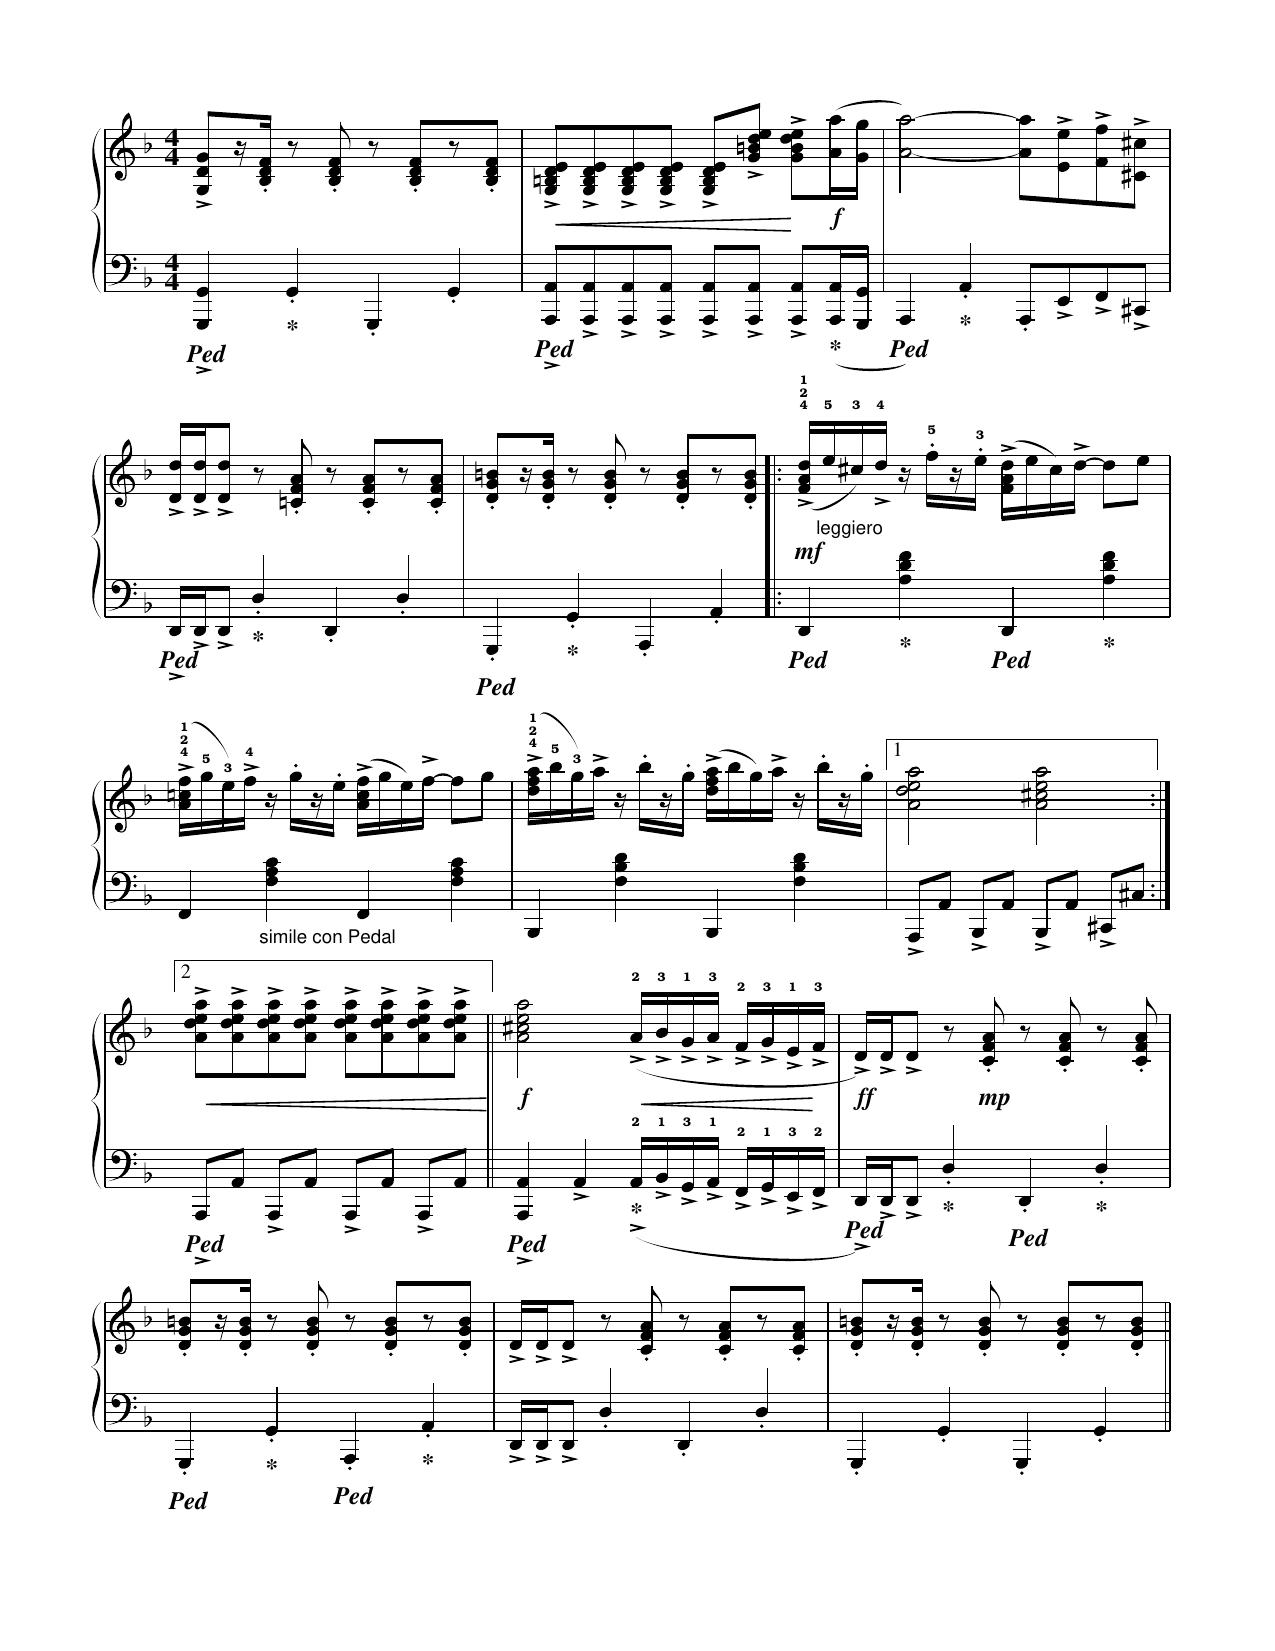 4 4
f
4 4
Ped * Ped * Ped
1
2
4 5 3 4 5 3
leggiero
mf
* *
Ped Ped Ped * Ped *
1 1
2 2
4 5 3 4 4 5 3 1
simile con Pedal
2 2 3 1 3 2 3 1 3
f ff mp
2 1 3 1 2 1 3 2
* * *
Ped Ped Ped Ped
* *
Ped Ped